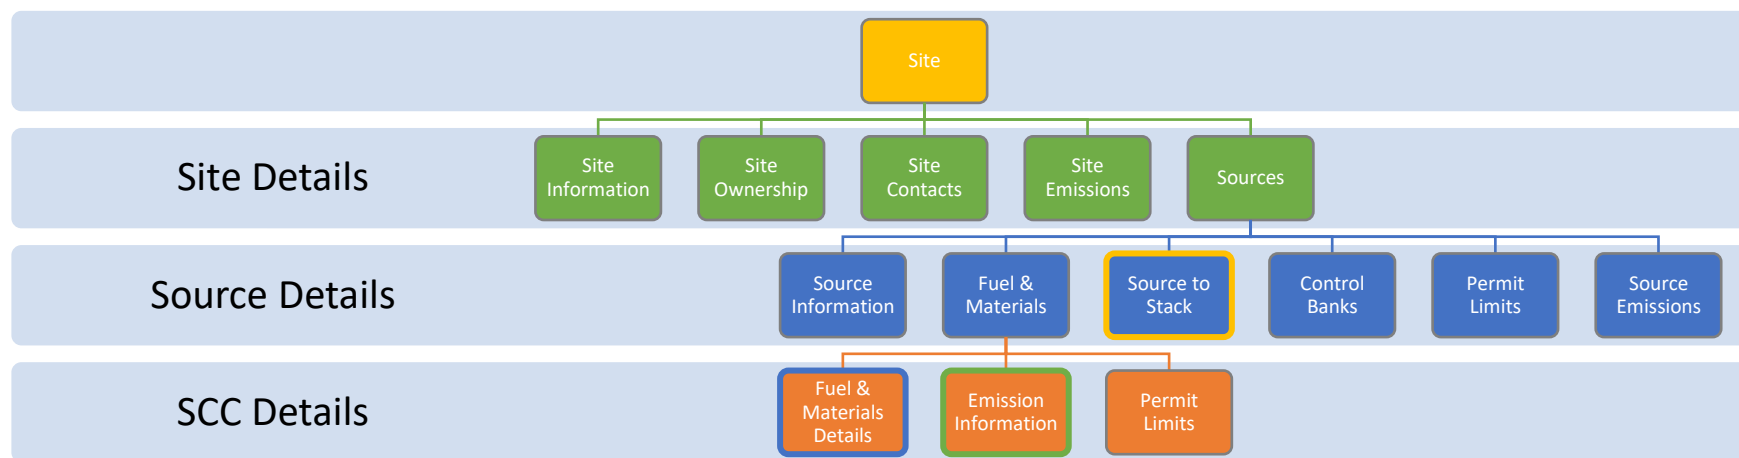 Site
Site Details
Site
Information
Site
Ownership
Site
Contacts
Site
Emissions
Sources
Source Details
Source
Information
Fuel &
Materials
Source to
Stack
Control
Banks
Permit
Limits
Source
Emissions
SCC Details
Fuel &
Materials
Details
Emission
Information
Permit
Limits